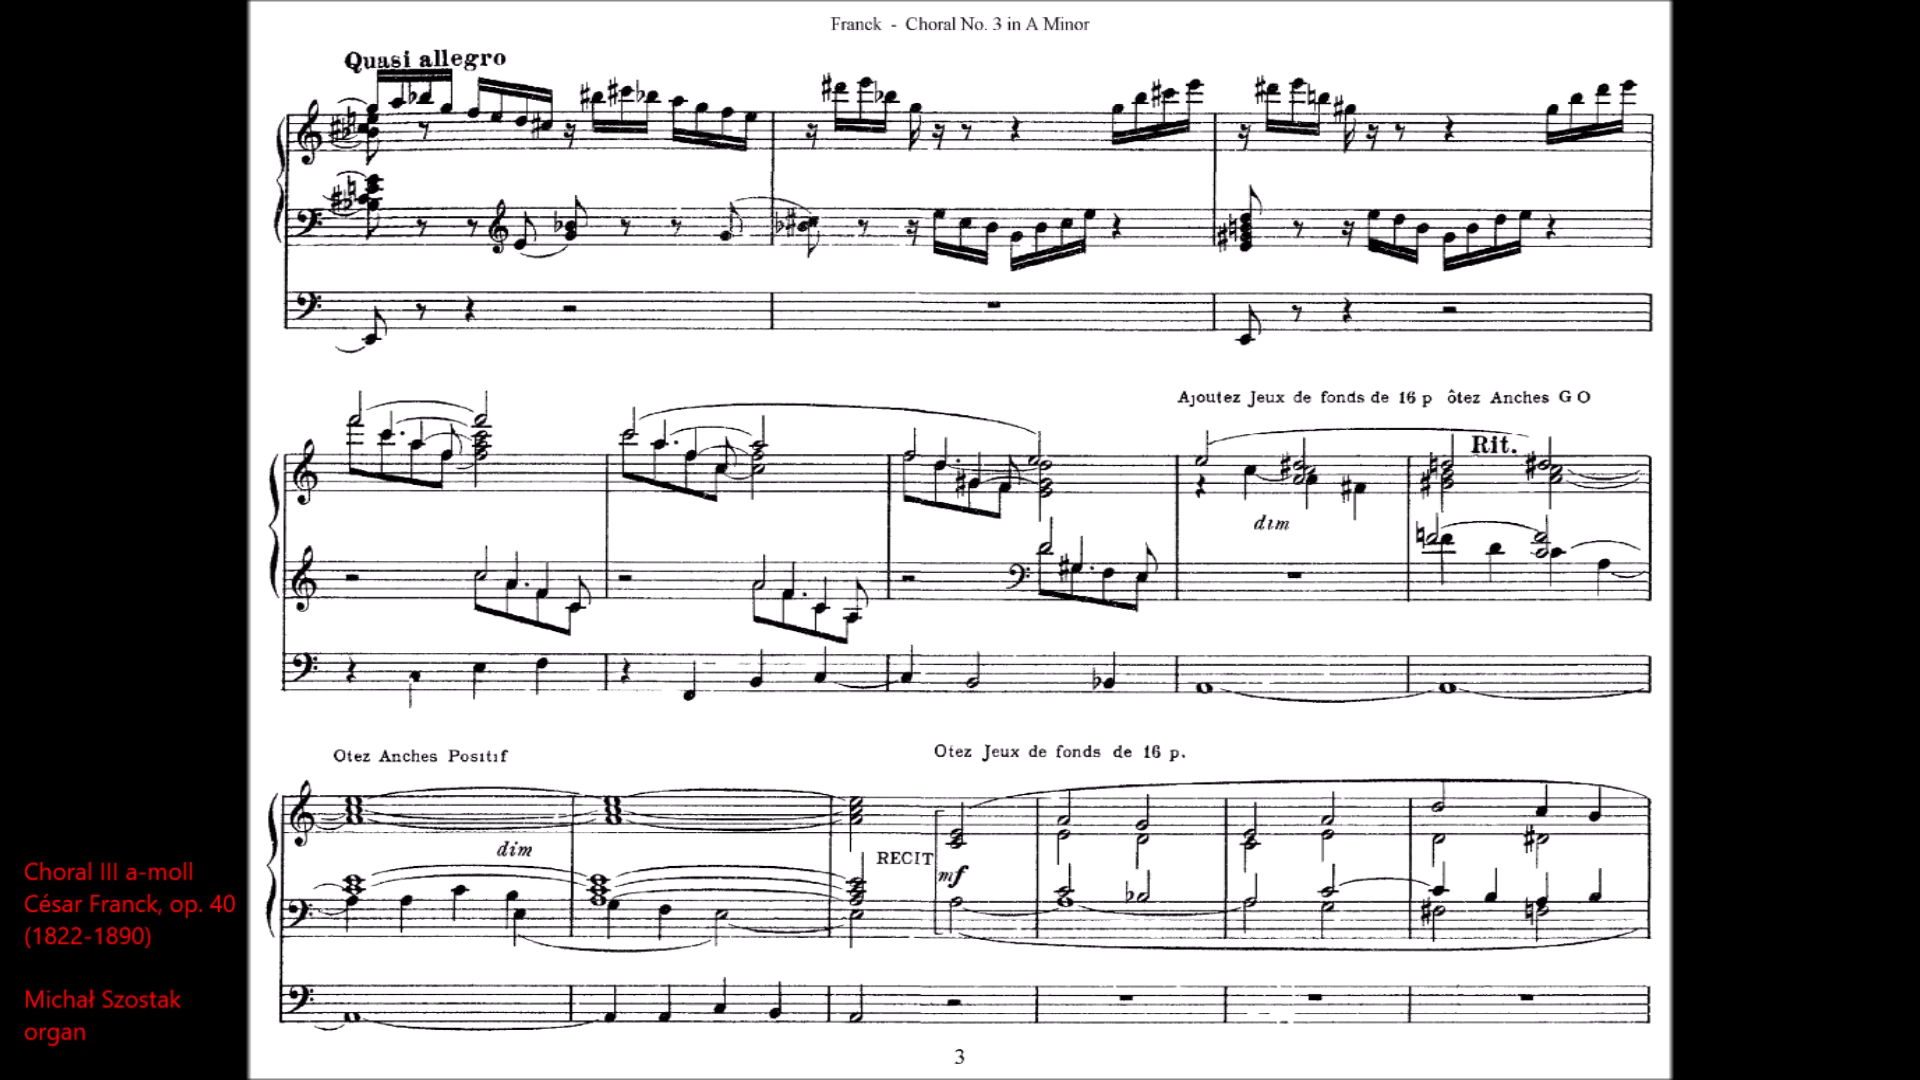 Franck - Choral No. 3 in A Minor
Quasi allegro
Ajoutez Jeux de fonds de 16 p ôtez Anches G O
Rit.
dim
Otez Anches Positif
Otez Jeux de fonds de 16 p.
dim
RECIT
mf
Choral III a-moll
César Franck, op. 40
(1822-1890)
Michał Szostak
organ
3